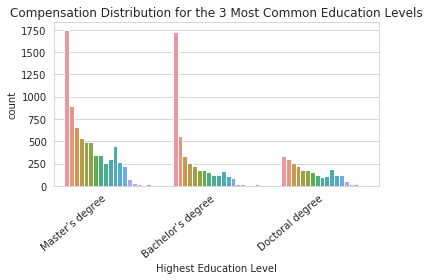 Compensation Distribution for the 3 Most Common Education Levels
1750
1500
1250
1000
750
500
250
0
count
Master's degree
Bachelor's degree
Doctoral degree
Highest Education Level